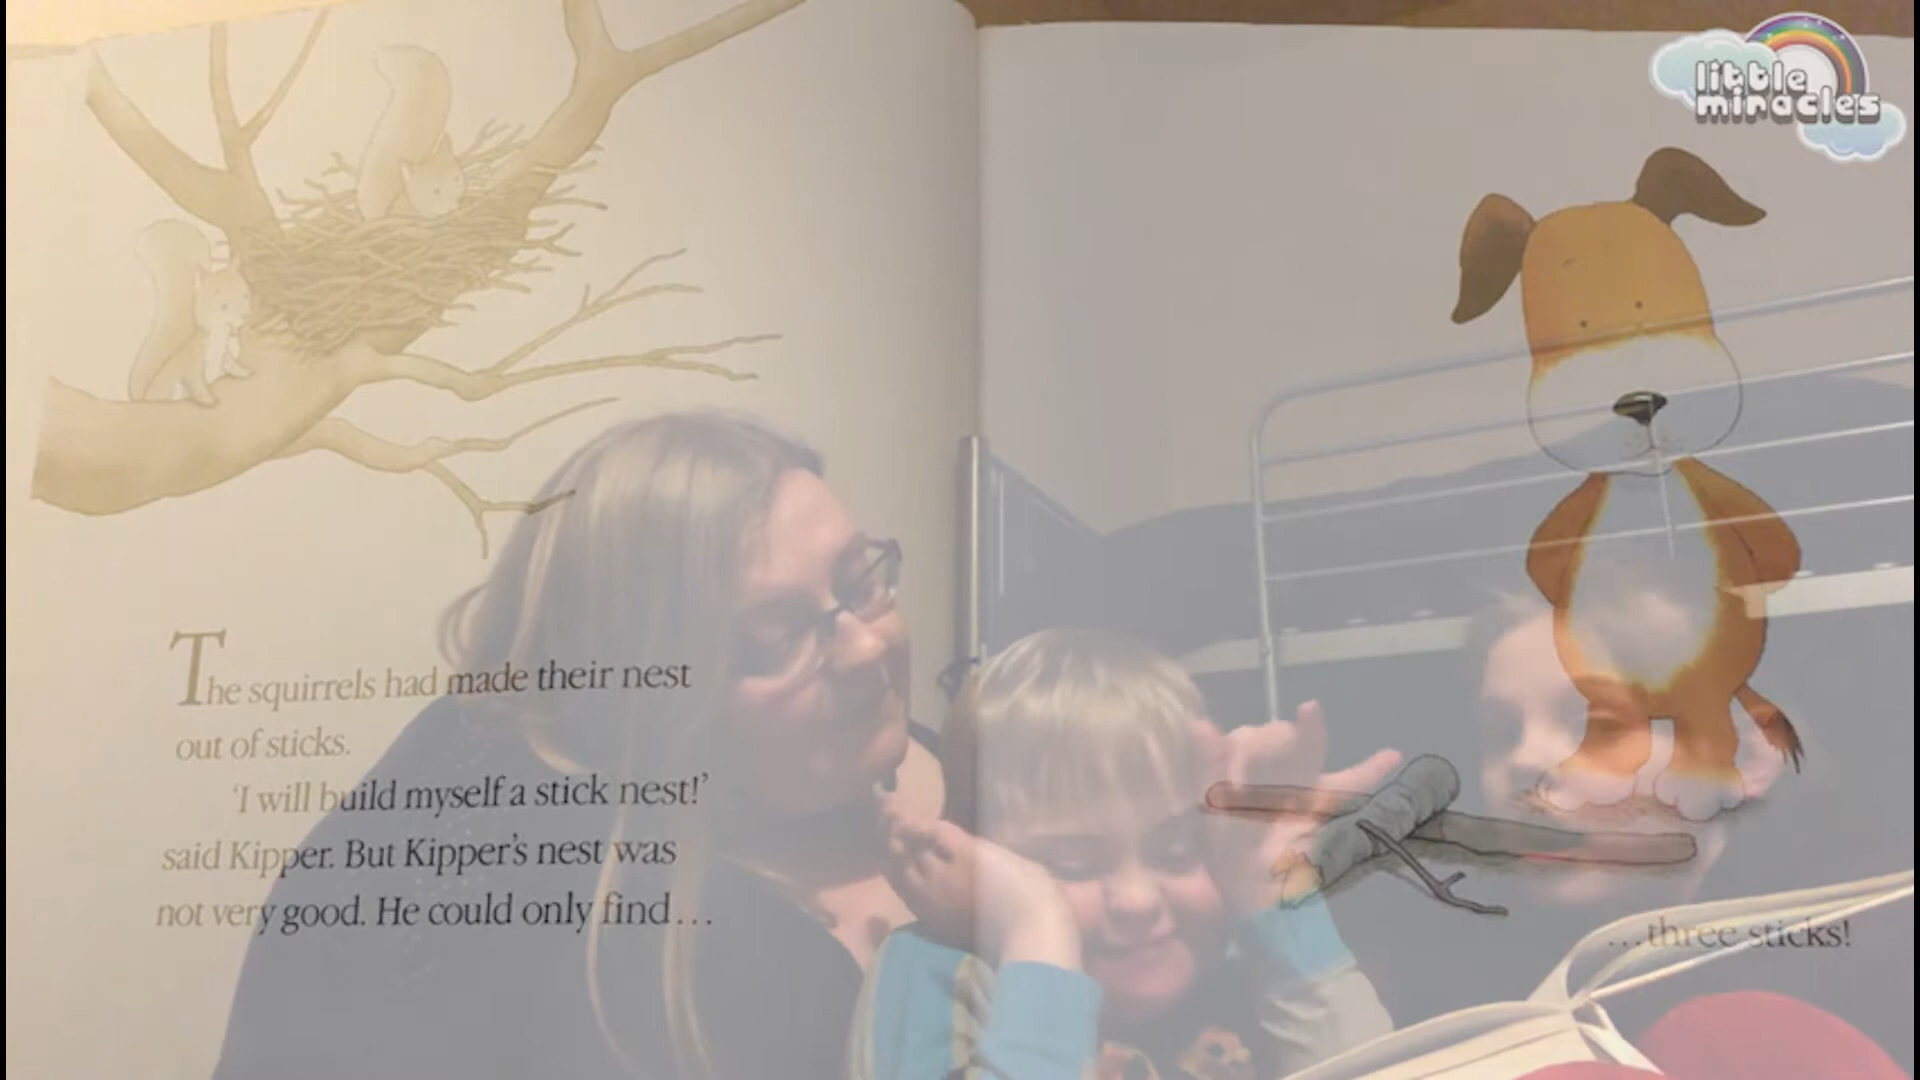 little
miracles
The squirrels had made their nest
out of sticks.
'I will build myself a stick nest!'
said Kipper. But Kipper's nest was
not very good. He could only find...
...three sticks!